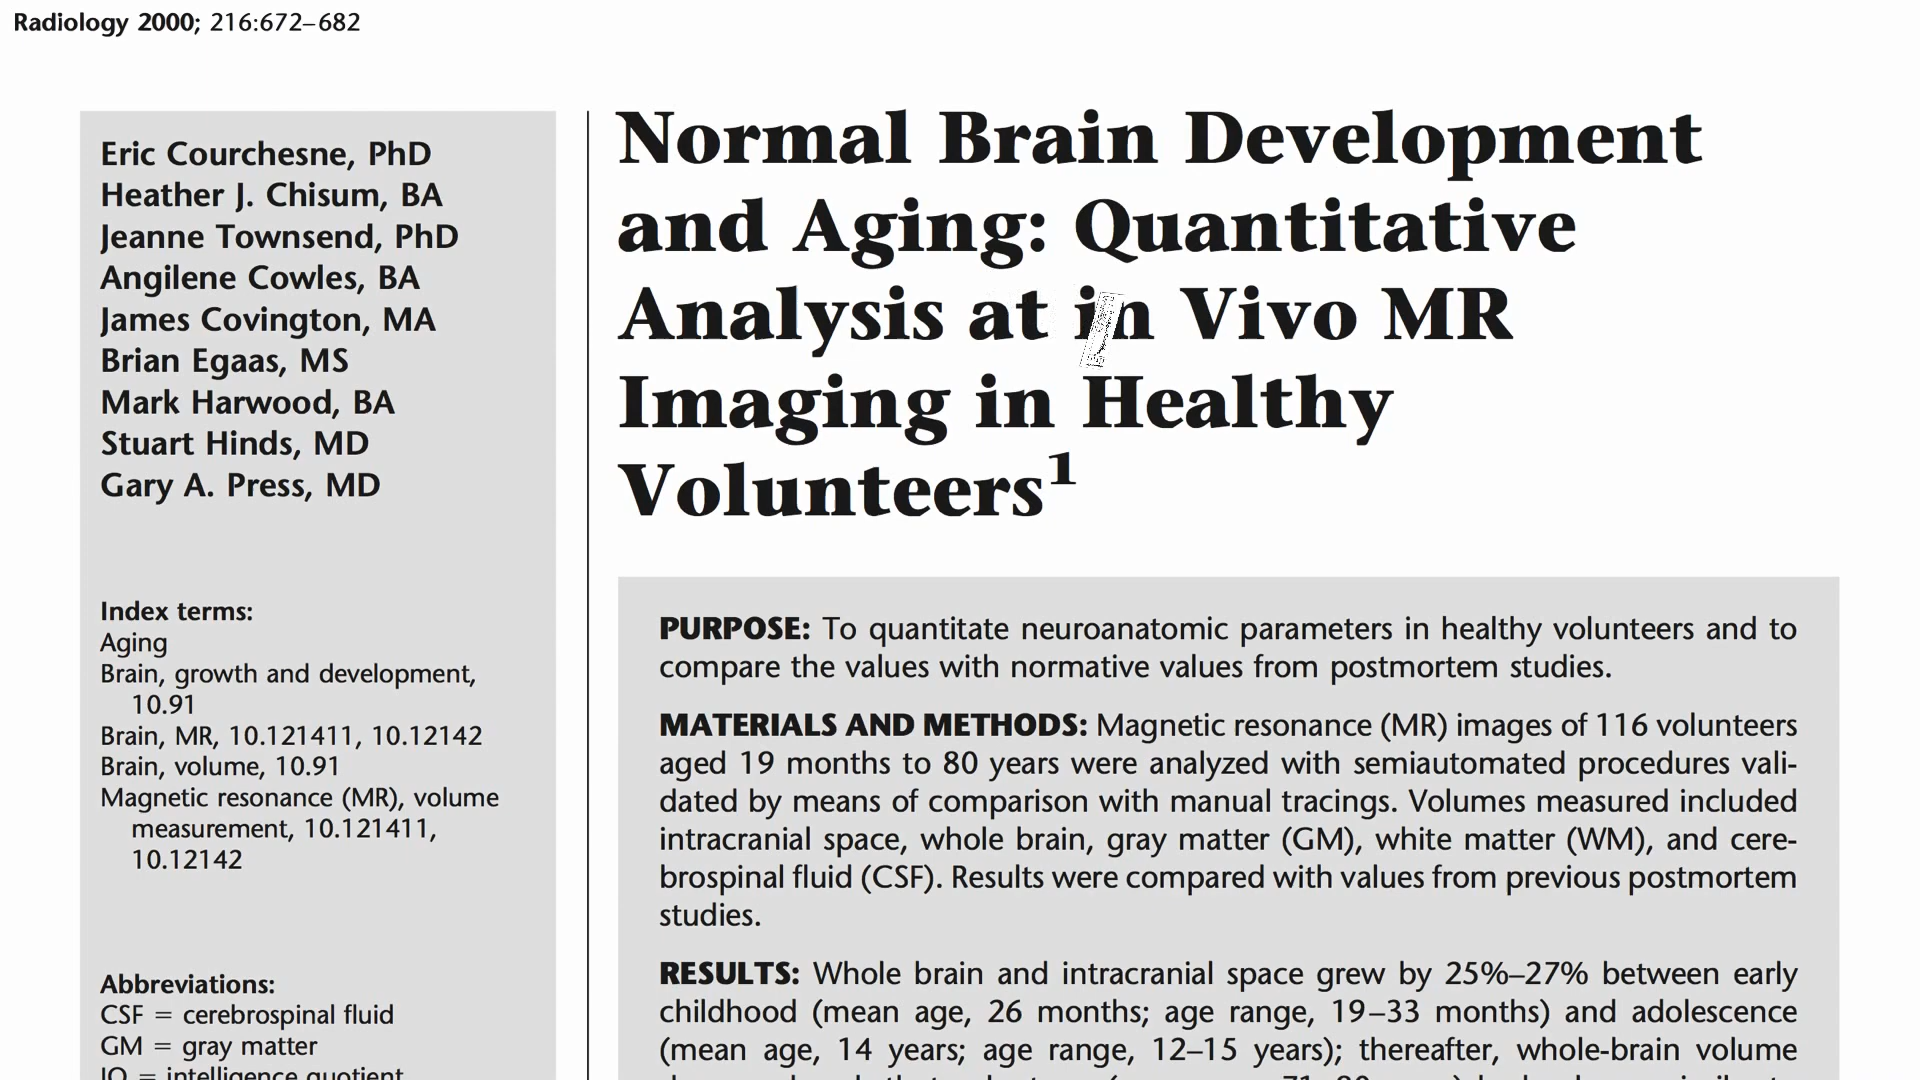 Radiology 2000; 216:672–682
Eric Courchesne, PhD
Heather J. Chisum, BA
Jeanne Townsend, PhD
Angilene Cowles, BA
James Covington, MA
Brian Egaas, MS
Mark Harwood, BA
Stuart Hinds, MD
Gary A. Press, MD
Index terms:
Aging
Brain, growth and development,
10.91
Brain, MR, 10.121411, 10.12142
Brain, volume, 10.91
Magnetic resonance (MR), volume
measurement, 10.121411,
10.12142
Abbreviations:
CSF = cerebrospinal fluid
GM = gray matter
IQ = intelligence quotient
Normal Brain Development
and Aging: Quantitative
Analysis at in Vivo MR
Imaging in Healthy
Volunteers¹
PURPOSE: To quantitate neuroanatomic parameters in healthy volunteers and to
compare the values with normative values from postmortem studies.
MATERIALS AND METHODS: Magnetic resonance (MR) images of 116 volunteers
aged 19 months to 80 years were analyzed with semiautomated procedures vali-
dated by means of comparison with manual tracings. Volumes measured included
intracranial space, whole brain, gray matter (GM), white matter (WM), and cere-
brospinal fluid (CSF). Results were compared with values from previous postmortem
studies.
RESULTS: Whole brain and intracranial space grew by 25%–27% between early
childhood (mean age, 26 months; age range, 19–33 months) and adolescence
(mean age, 14 years; age range, 12–15 years); thereafter, whole-brain volume